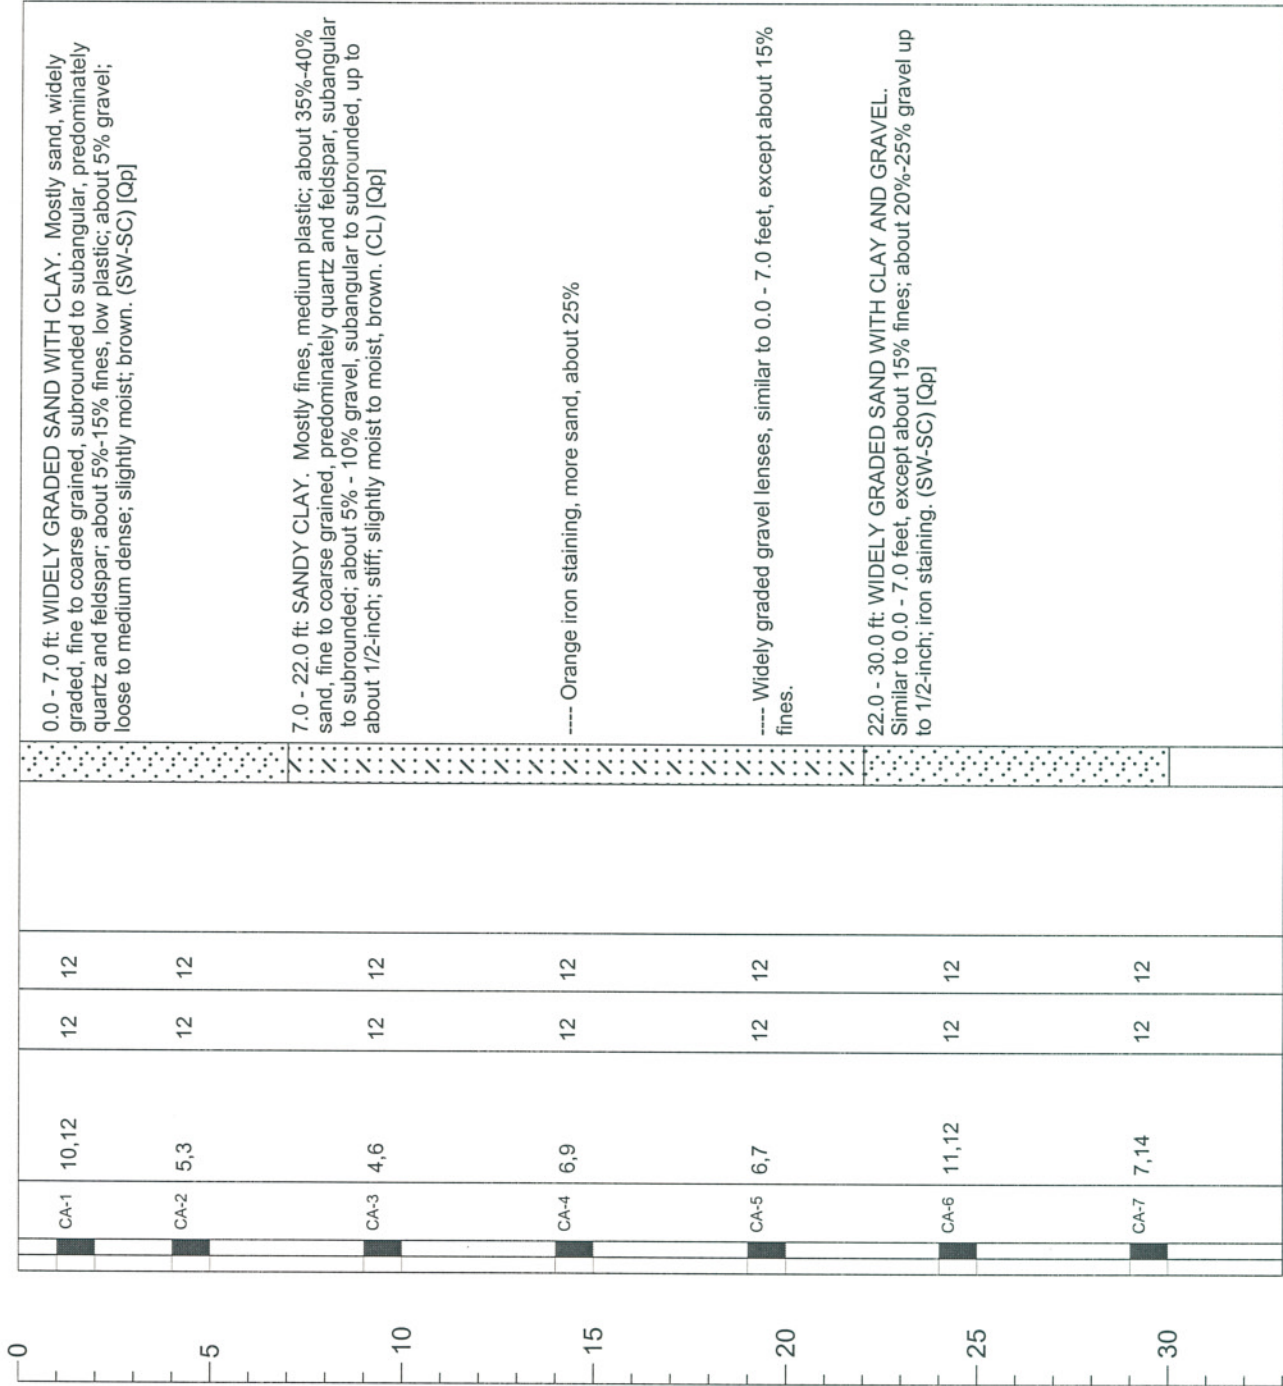 0
5
10
15
20
25
30
CA-1 10,12 12 12
CA-2 5,3 12 12
CA-3 4,6 12 12
CA-4 6,9 12 12
CA-5 6,7 12 12
CA-6 11,12 12 12
CA-7 7,14 12 12
0.0 - 7.0 ft: WIDELY GRADED SAND WITH CLAY. Mostly sand, widely
graded, fine to coarse grained, subrounded to subangular, predominately
quartz and feldspar; about 5%-15% fines, low plastic; about 5% gravel;
loose to medium dense; slightly moist; brown. (SW-SC) [Qp]
7.0 - 22.0 ft: SANDY CLAY. Mostly fines, medium plastic; about 35%-40%
sand, fine to coarse grained, predominately quartz and feldspar, subangular
to subrounded; about 5% - 10% gravel, subangular to subrounded, up to
about 1/2-inch; stiff; slightly moist to moist, brown. (CL) [Qp]
---- Orange iron staining, more sand, about 25%
---- Widely graded gravel lenses, similar to 0.0 - 7.0 feet, except about 15%
fines.
22.0 - 30.0 ft: WIDELY GRADED SAND WITH CLAY AND GRAVEL.
Similar to 0.0 - 7.0 feet, except about 15% fines; about 20%-25% gravel up
to 1/2-inch; iron staining. (SW-SC) [Qp]